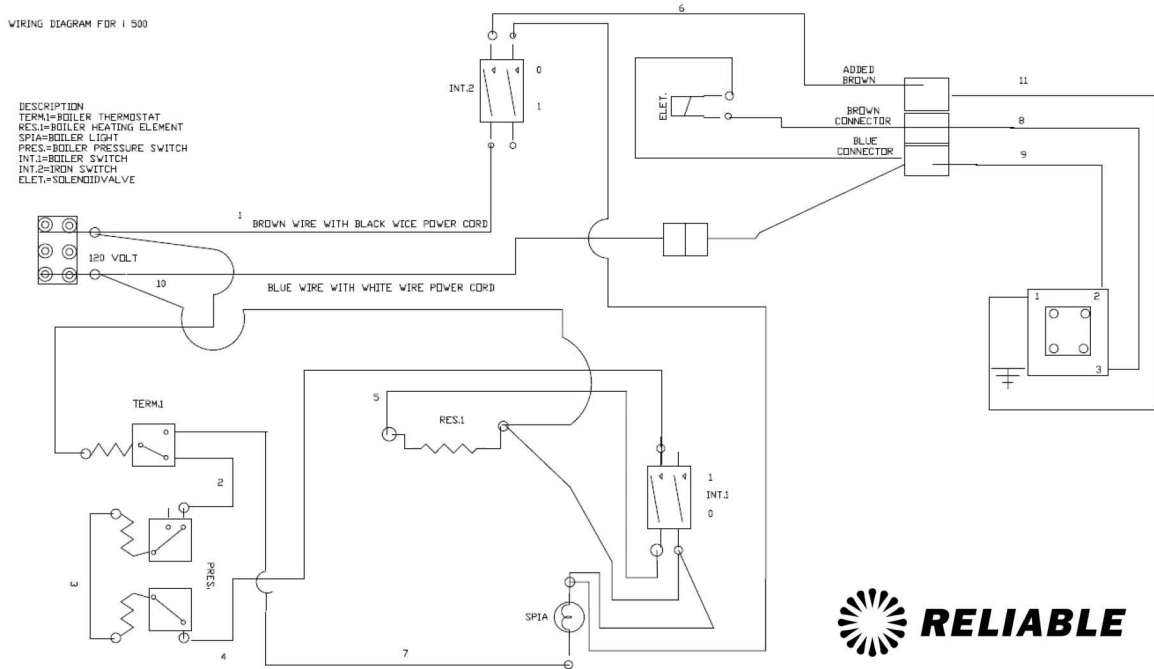 WIRING DIAGRAM FOR I 500
DESCRIPTION
TERM.1=BOILER THERMOSTAT
RES.1=BOILER HEATING ELEMENT
SPIA=BOILER LIGHT
PRES.=BOILER PRESSURE SWITCH
INT.1=BOILER SWITCH
INT.2=IRON SWITCH
ELET.=SOLENOIDVALVE
6
INT.2
0
1
ELET.
ADDED
BROWN
11
BROWN
CONNECTOR
8
BLUE
CONNECTOR
9
1
BROWN WIRE WITH BLACK WICE POWER CORD
120 VOLT
10
BLUE WIRE WITH WHITE WIRE POWER CORD
1
2
3
TERM.1
5
RES.1
2
1
INT.1
0
3
PRES.
SPIA
4
7
RELIABLE